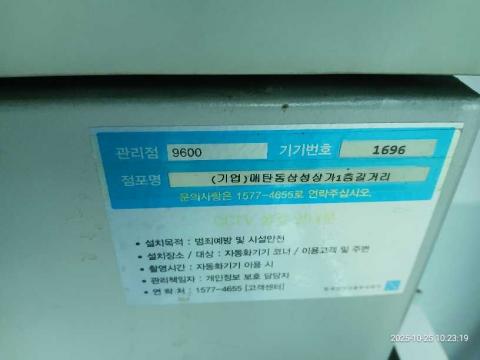 관리점 9600 기기번호 1696
점포명 (기업)매탄동삼성상가1층길거리
문의사항은 1577-4655로 연락주십시오.
• 설치목적 : 범죄예방 및 시설안전
• 설치장소 / 대상 : 자동화기기 코너 / 이용고객 및 주변
• 촬영시간 : 자동화기기 이용 시
• 관리책임자 : 개인정보 보호 담당자
• 연 락 처 : 1577-4655 [고객센터]
2025-10-25 10:23:19